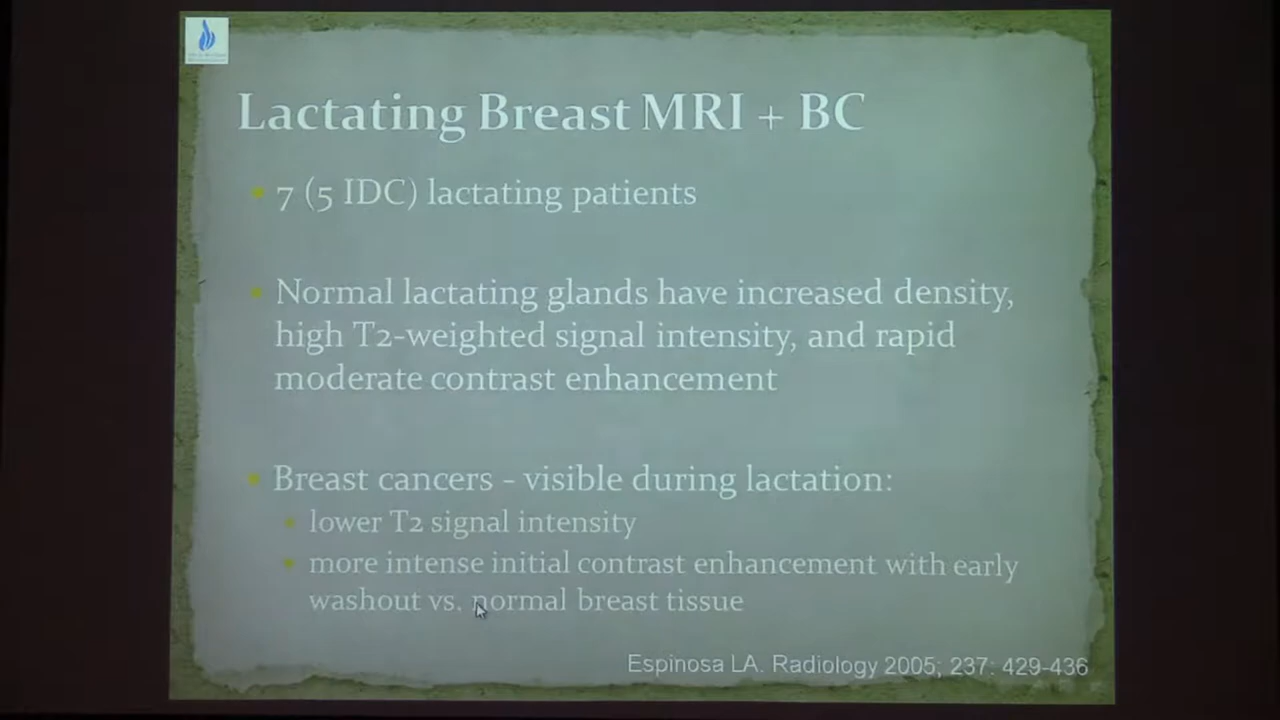 Lactating Breast MRI + BC
7 (5 IDC) lactating patients
Normal lactating glands have increased density,
high T2-weighted signal intensity, and rapid
moderate contrast enhancement
Breast cancers - visible during lactation:
lower T2 signal intensity
more intense initial contrast enhancement with early
washout vs. normal breast tissue
Espinosa LA. Radiology 2005; 237: 429-436